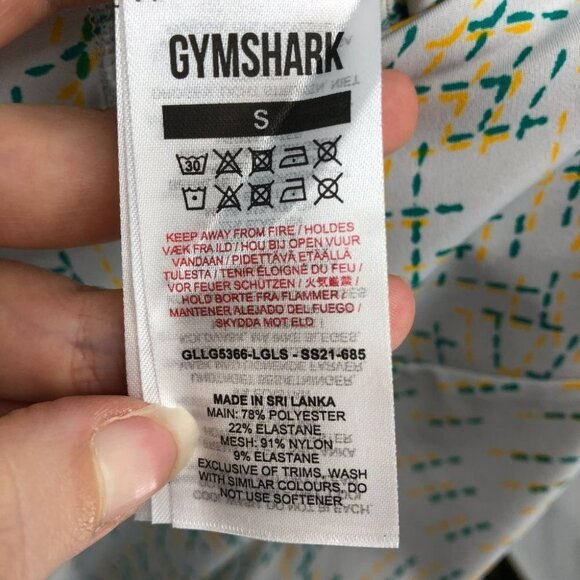 GYMSHARK
S
30
KEEP AWAY FROM FIRE / HOLDES
VÆK FRA ILD / HOU BIJ OPEN VUUR
VANDAAN / PIDETTÄVÄ ETÄÄLLÄ
TULESTA / TENIR ÉLOIGNÉ DU FEU /
VOR FEUER SCHÜTZEN / 火気厳禁 /
HOLD BORTE FRA FLAMMER /
MANTENER ALEJADO DEL FUEGO /
SKYDDA MOT ELD
GLLG5366-LGLS - SS21-685
MADE IN SRI LANKA
MAIN: 78% POLYESTER
22% ELASTANE
MESH: 91% NYLON
9% ELASTANE
EXCLUSIVE OF TRIMS, WASH
WITH SIMILAR COLOURS, DO
NOT USE SOFTENER